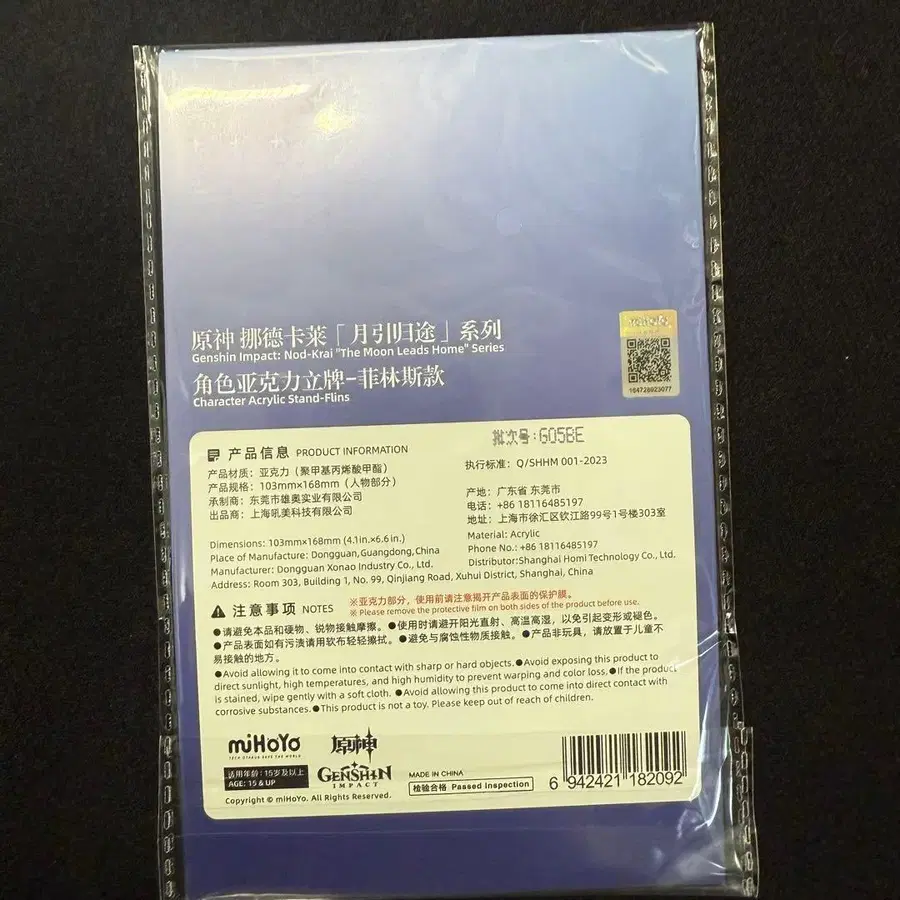 原神 挪德卡莱「月引归途」系列
Genshin Impact: Nod-Krai "The Moon Leads Home" Series
角色亚克力立牌-菲林斯款
Character Acrylic Stand-Flins
miHoYo
164728923077
产品信息 PRODUCT INFORMATION
批次号:G05BE
产品材质：亚克力（聚甲基丙烯酸甲酯）
执行标准：Q/SHHM 001-2023
产品规格：103mm×168mm（人物部分）
承制商：东莞市雄奥实业有限公司
产地：广东省 东莞市
出品商：上海吼美科技有限公司
电话：+86 18116485197
地址：上海市徐汇区钦江路99号1号楼303室
Dimensions: 103mm×168mm (4.1in.×6.6in.)
Material: Acrylic
Place of Manufacture: Dongguan,Guangdong,China
Phone No.: +86 18116485197
Manufacturer: Dongguan Xonao Industry Co., Ltd.
Distributor:Shanghai Homi Technology Co., Ltd.
Address: Room 303, Building 1, No. 99, Qinjiang Road, Xuhui District, Shanghai, China
注意事项 NOTES
※亚克力部分，使用前请注意揭开产品表面的保护膜。
※ Please remove the protective film on both sides of the product before use.
●请避免本品和硬物、锐物接触摩擦。●使用时请避开阳光直射、高温高湿，以免引起变形或褪色。
●产品表面如有污渍请用软布轻轻擦拭。●避免与腐蚀性物质接触。●产品非玩具，请放置于儿童不
易接触的地方。
●Avoid allowing it to come into contact with sharp or hard objects.●Avoid exposing this product to
direct sunlight, high temperatures, and high humidity to prevent warping and color loss.●If the product
is stained, wipe gently with a soft cloth. ●Avoid allowing this product to come into direct contact with
corrosive substances.●This product is not a toy. Please keep out of reach of children.
miHoYo
TECH OTAKUS SAVE THE WORLD
原神
GENSHIN
IMPACT
适用年龄：15岁及以上
AGE: 15 & UP
MADE IN CHINA
检验合格 Passed Inspection
6 942421 182092
Copyright © miHoYo. All Rights Reserved.